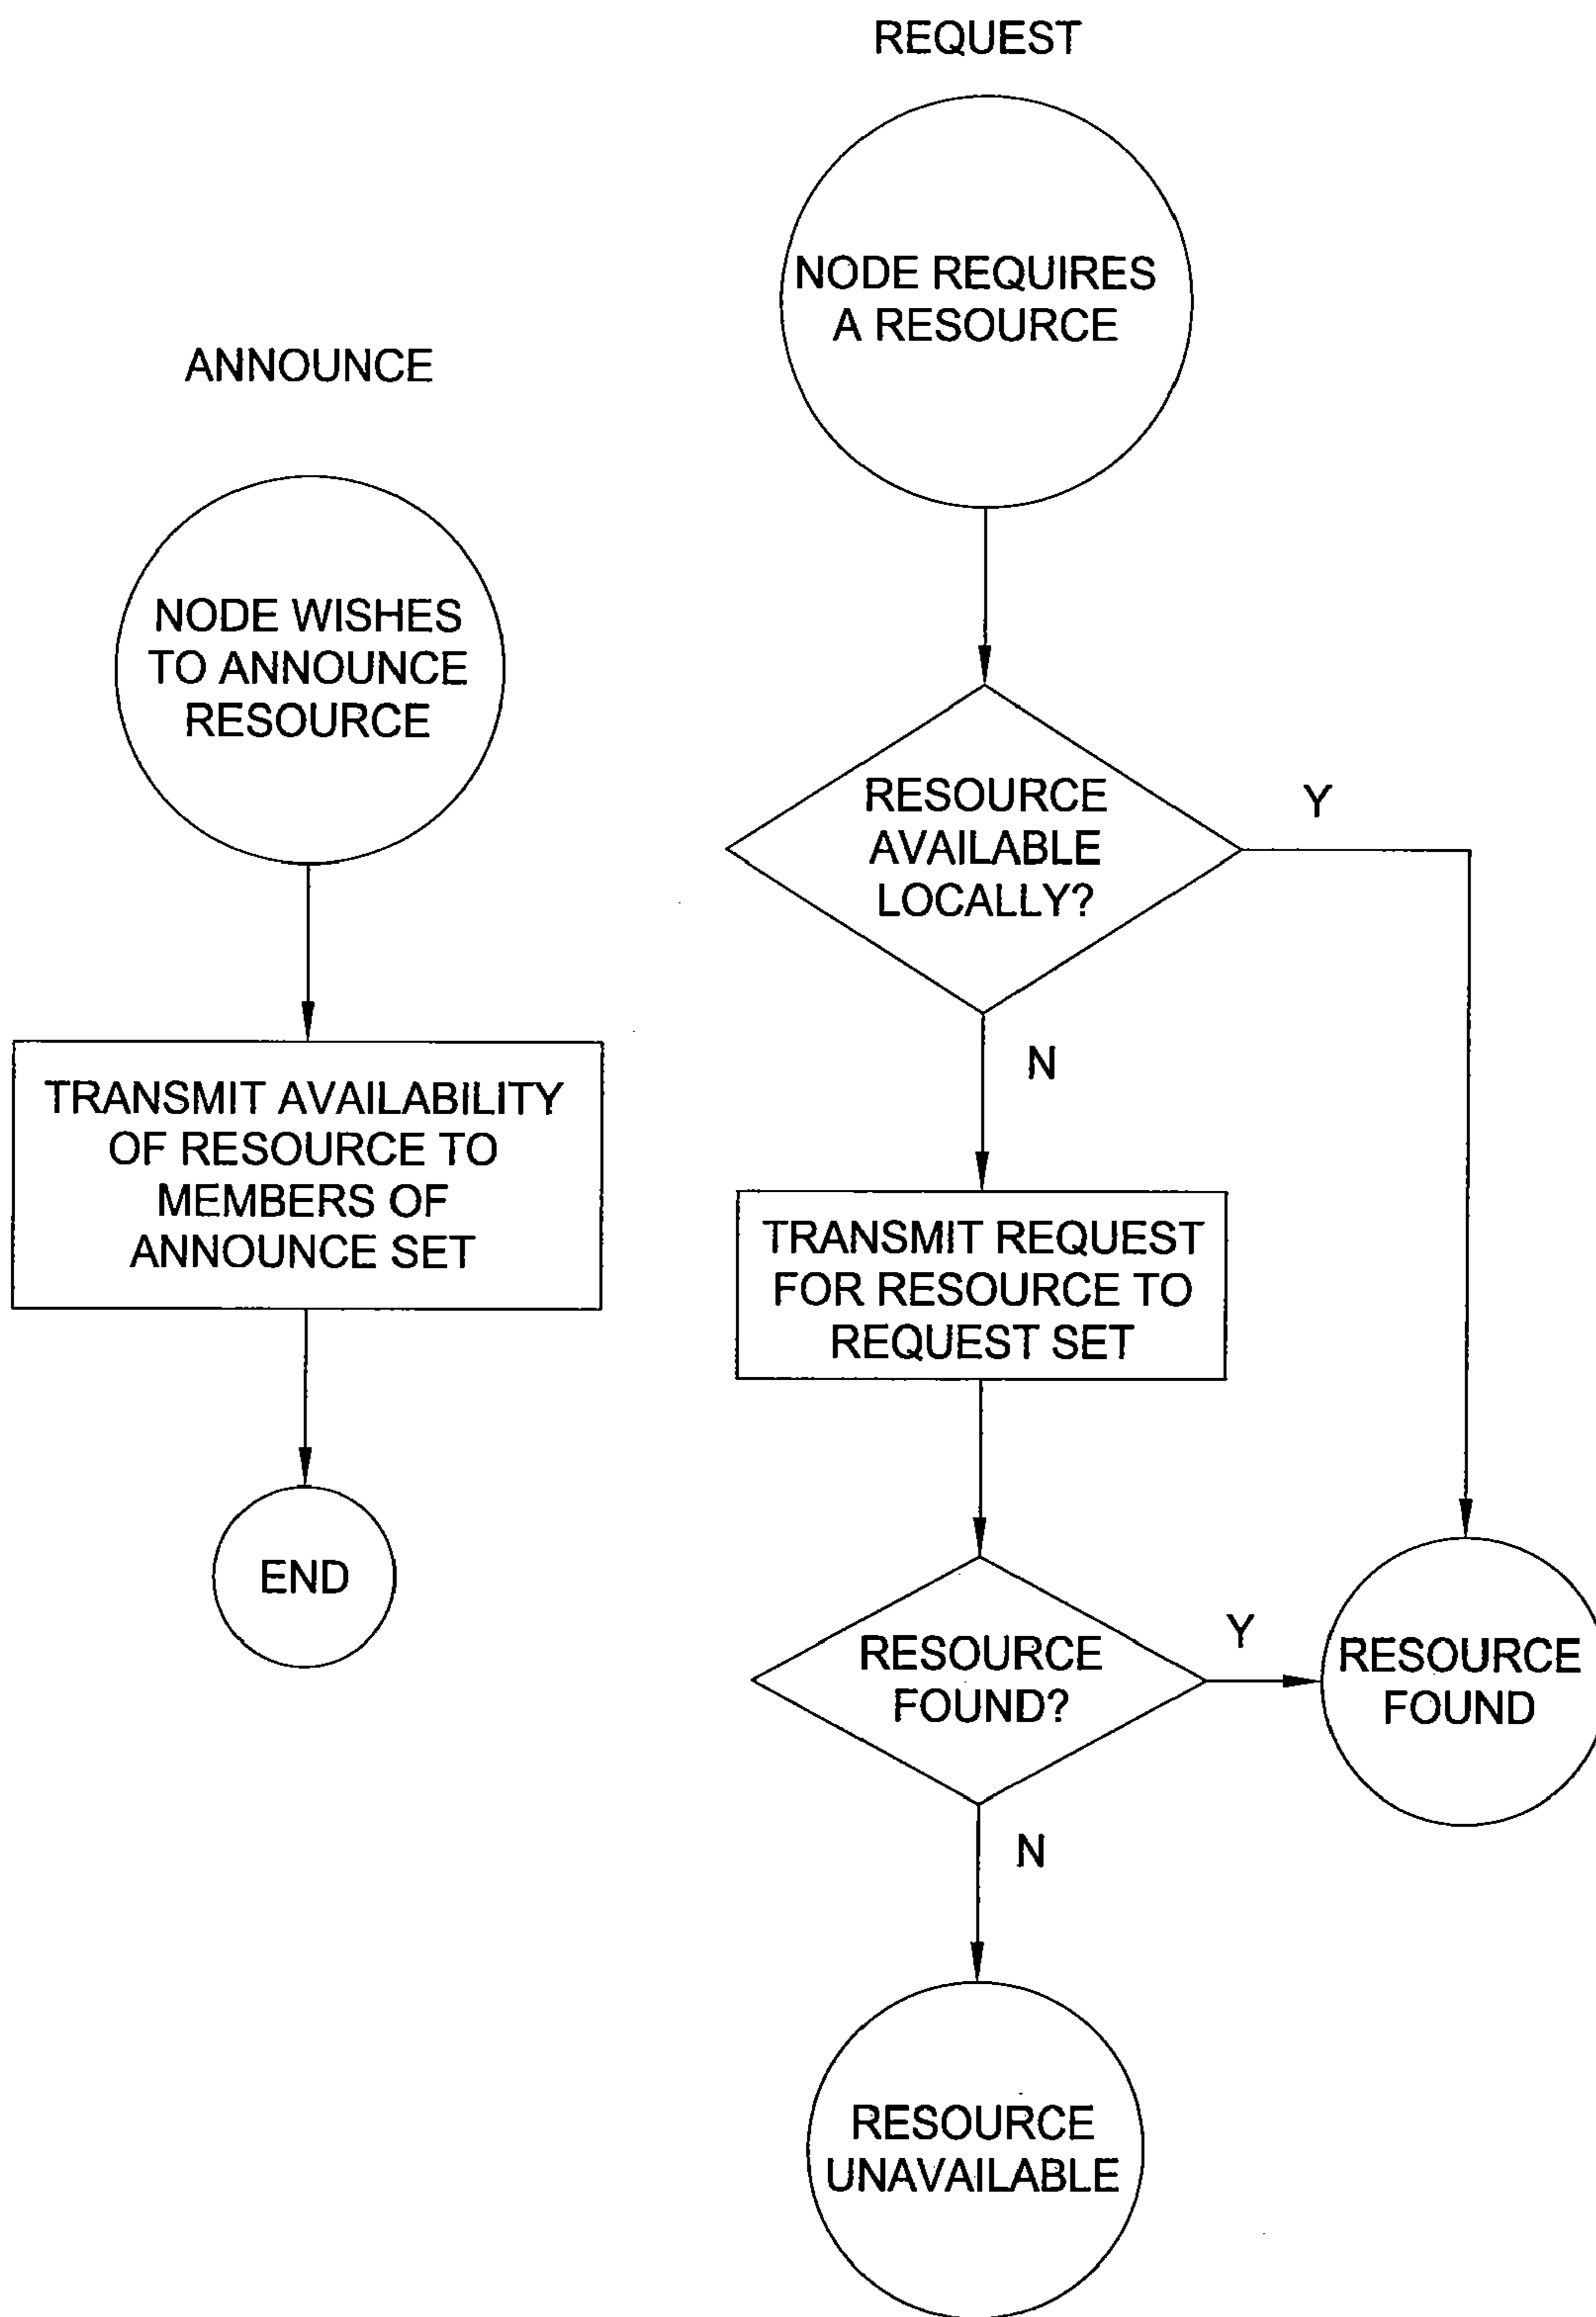 ANNOUNCE
NODE WISHES
TO ANNOUNCE
RESOURCE
TRANSMIT AVAILABILITY
OF RESOURCE TO
MEMBERS OF
ANNOUNCE SET
END
REQUEST
NODE REQUIRES
A RESOURCE
RESOURCE
AVAILABLE
LOCALLY?
Y
N
TRANSMIT REQUEST
FOR RESOURCE TO
REQUEST SET
RESOURCE
FOUND?
Y
RESOURCE
FOUND
N
RESOURCE
UNAVAILABLE